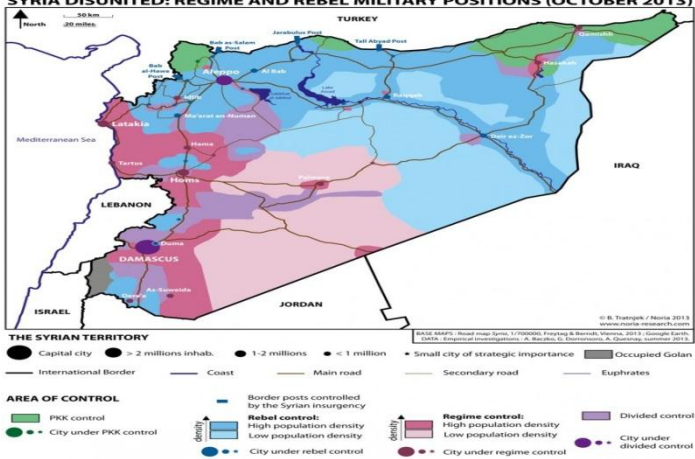 SYRIA DISUNITED: REGIME AND REBEL MILITARY POSITIONS (OCTOBER 2013)
North
50 km
20 miles
TURKEY
Jarabulus Post
Bab as-Salam
Post
Tall Abyad Post
Qamishli
Bab
al-Hawa
Post
Aleppo
Al Bab
Hasakah
Idlib
Raqqah
Ma'arat an-Numan
Latakia
Deir ez-Zor
Mediterranean Sea
Hama
IRAQ
Tartus
Homs
Palmyra
LEBANON
Duma
DAMASCUS
As-Suweida
Dera'a
ISRAEL
JORDAN
© B. Tratnjek / Noria 2013
www.noria-research.com
BASE MAPS : Road map Syria, 1/700000, Freytag & Berndt, Vienna, 2013 ; Google Earth.
DATA : Empirical investigations : A. Baczko, G. Dorronsoro, A. Quesnay, summer 2013.
THE SYRIAN TERRITORY
Capital city
> 2 millions inhab.
1-2 millions
< 1 million
Small city of strategic importance
Occupied Golan
International Border
Coast
Main road
Secondary road
Euphrates
AREA OF CONTROL
PKK control
City under PKK control
Border posts controlled
by the Syrian insurgency
Rebel control:
density
High population density
Low population density
City under rebel control
Regime control:
density
High population density
Low population density
City under regime control
Divided control
City under
divided control